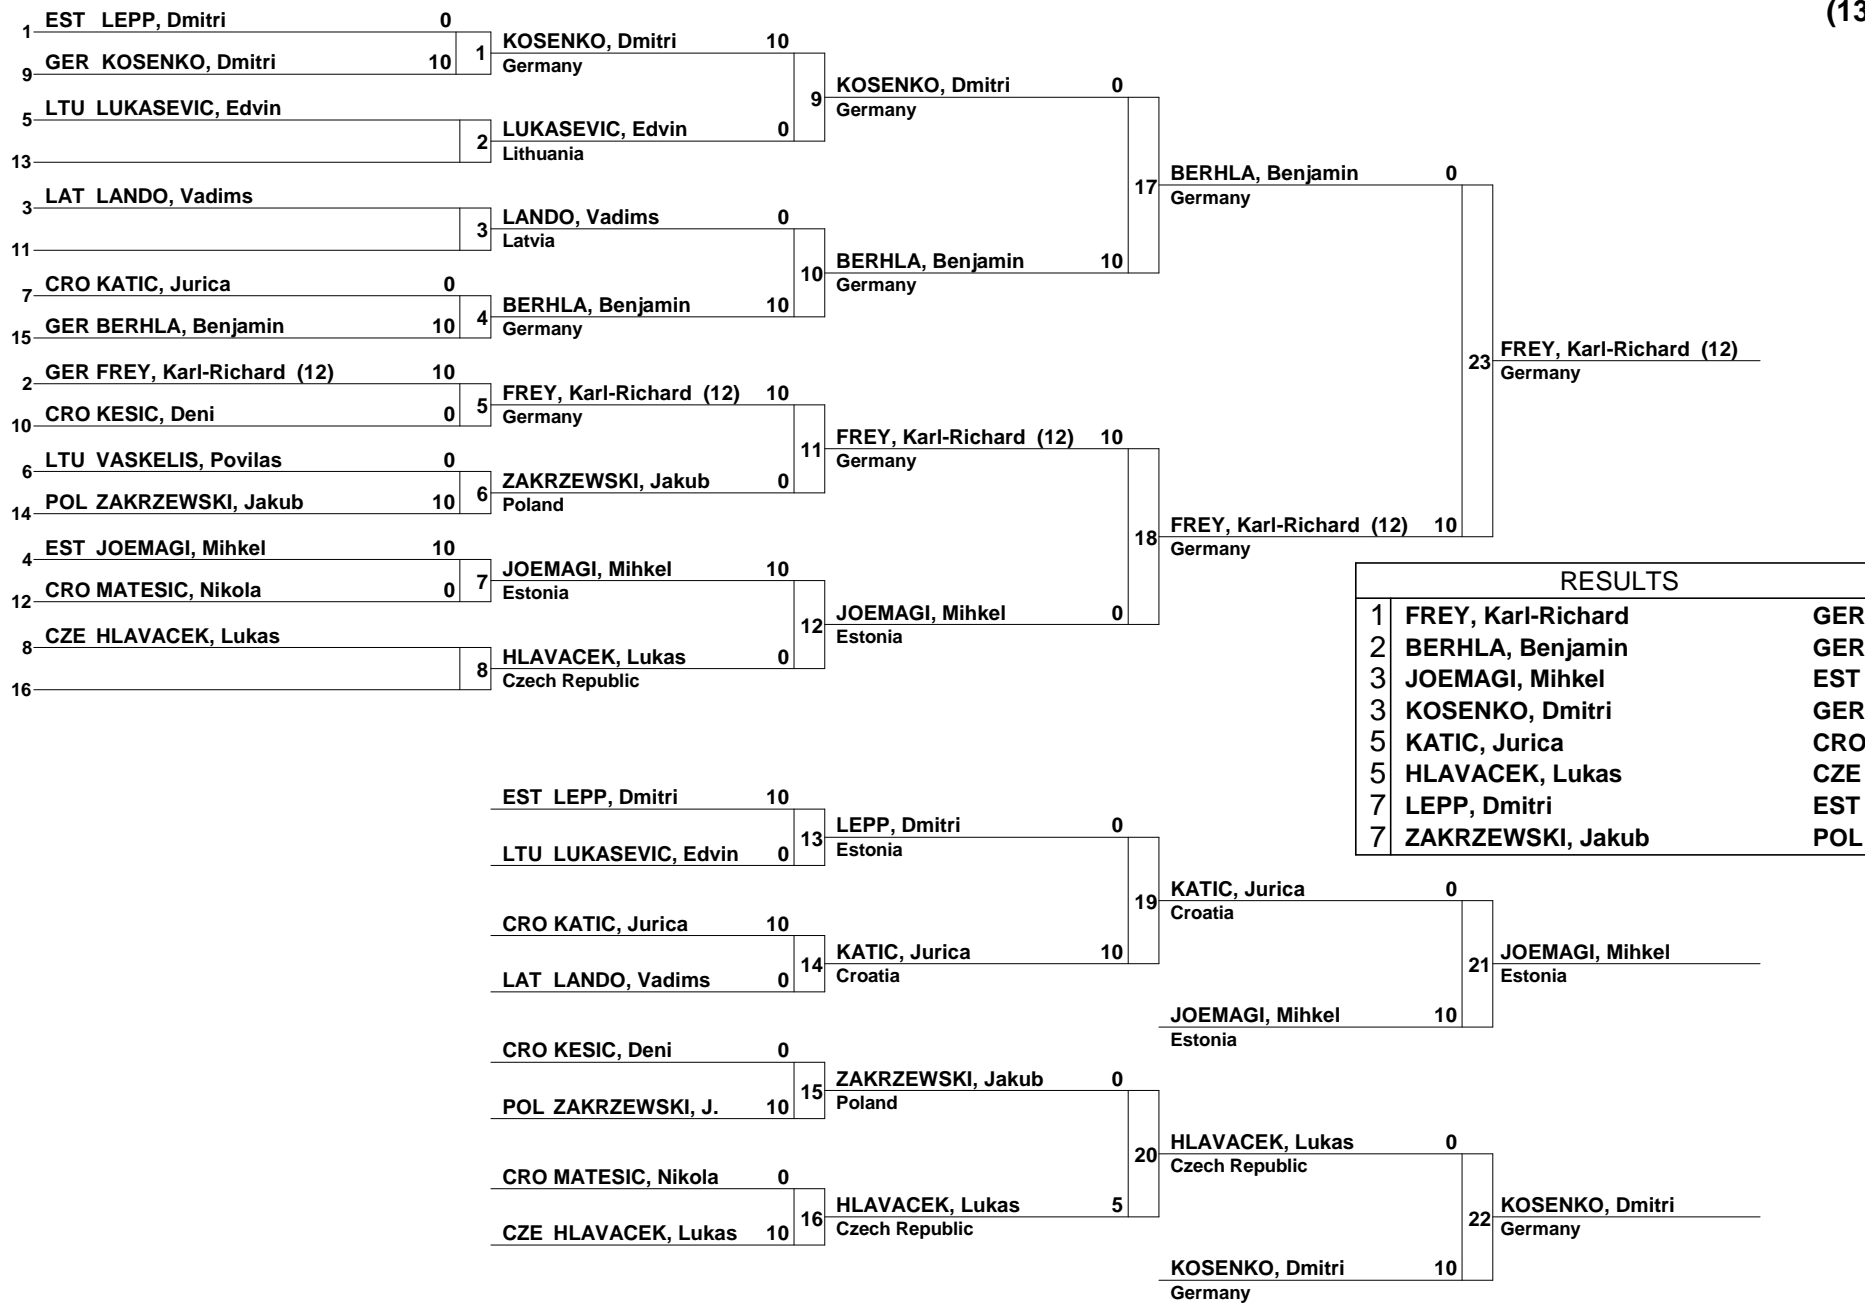 (13
1 EST LEPP, Dmitri 0
9 GER KOSENKO, Dmitri 10
5 LTU LUKASEVIC, Edvin
13
3 LAT LANDO, Vadims
11
7 CRO KATIC, Jurica 0
15 GER BERHLA, Benjamin 10
2 GER FREY, Karl-Richard (12) 10
10 CRO KESIC, Deni 0
6 LTU VASKELIS, Povilas 0
14 POL ZAKRZEWSKI, Jakub 10
4 EST JOEMAGI, Mihkel 10
12 CRO MATESIC, Nikola 0
8 CZE HLAVACEK, Lukas
16
1 KOSENKO, Dmitri 10
Germany
2 LUKASEVIC, Edvin 0
Lithuania
3 LANDO, Vadims 0
Latvia
4 BERHLA, Benjamin 10
Germany
5 FREY, Karl-Richard (12) 10
Germany
6 ZAKRZEWSKI, Jakub 0
Poland
7 JOEMAGI, Mihkel 10
Estonia
8 HLAVACEK, Lukas 0
Czech Republic
9 KOSENKO, Dmitri 0
Germany
10 BERHLA, Benjamin 10
Germany
11 FREY, Karl-Richard (12) 10
Germany
12 JOEMAGI, Mihkel 0
Estonia
17 BERHLA, Benjamin 0
Germany
18 FREY, Karl-Richard (12) 10
Germany
23 FREY, Karl-Richard (12)
Germany
RESULTS
1 FREY, Karl-Richard GER
2 BERHLA, Benjamin GER
3 JOEMAGI, Mihkel EST
3 KOSENKO, Dmitri GER
5 KATIC, Jurica CRO
5 HLAVACEK, Lukas CZE
7 LEPP, Dmitri EST
7 ZAKRZEWSKI, Jakub POL
EST LEPP, Dmitri 10
LTU LUKASEVIC, Edvin 0
CRO KATIC, Jurica 10
LAT LANDO, Vadims 0
CRO KESIC, Deni 0
POL ZAKRZEWSKI, J. 10
CRO MATESIC, Nikola 0
CZE HLAVACEK, Lukas 10
13 LEPP, Dmitri 0
Estonia
14 KATIC, Jurica 10
Croatia
15 ZAKRZEWSKI, Jakub 0
Poland
16 HLAVACEK, Lukas 5
Czech Republic
19 KATIC, Jurica 0
Croatia
JOEMAGI, Mihkel 10
Estonia
20 HLAVACEK, Lukas 0
Czech Republic
KOSENKO, Dmitri 10
Germany
21 JOEMAGI, Mihkel
Estonia
22 KOSENKO, Dmitri
Germany